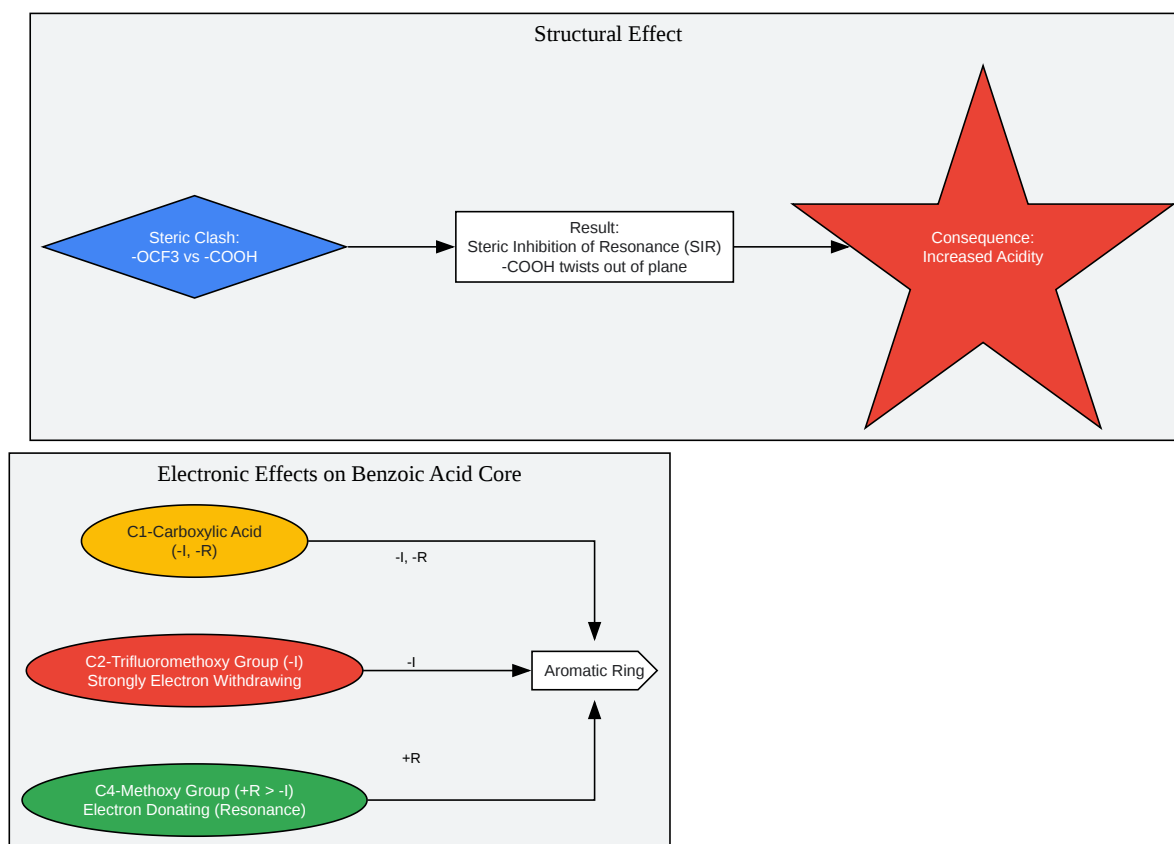 Structural Effect
Steric Clash:
-OCF3 vs -COOH
Result:
Steric Inhibition of Resonance (SIR)
-COOH twists out of plane
Consequence:
Increased Acidity
Electronic Effects on Benzoic Acid Core
C1-Carboxylic Acid
(-I, -R)
-I, -R
C2-Trifluoromethoxy Group (-I)
Strongly Electron Withdrawing
-I
Aromatic Ring
+R
C4-Methoxy Group (+R > -I)
Electron Donating (Resonance)